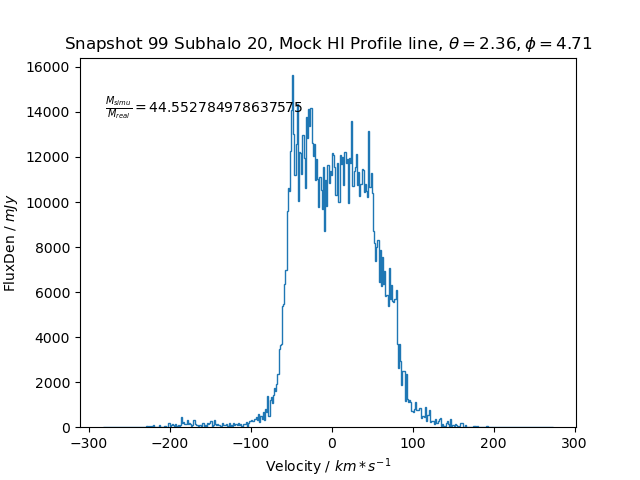 Snapshot 99 Subhalo 20, Mock HI Profile line, θ = 2.36, ϕ = 4.71
16000
14000
12000
10000
8000
6000
4000
2000
0
FluxDen / mJy
M_simu/M_real = 44.552784978637575
−300 −200 −100 0 100 200 300
Velocity / km * s⁻¹